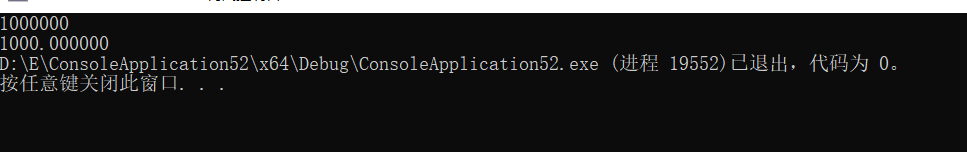 1000000
1000.000000
D:\E\ConsoleApplication52\x64\Debug\ConsoleApplication52.exe (进程 19552)已退出，代码为 0。
按任意键关闭此窗口. . .